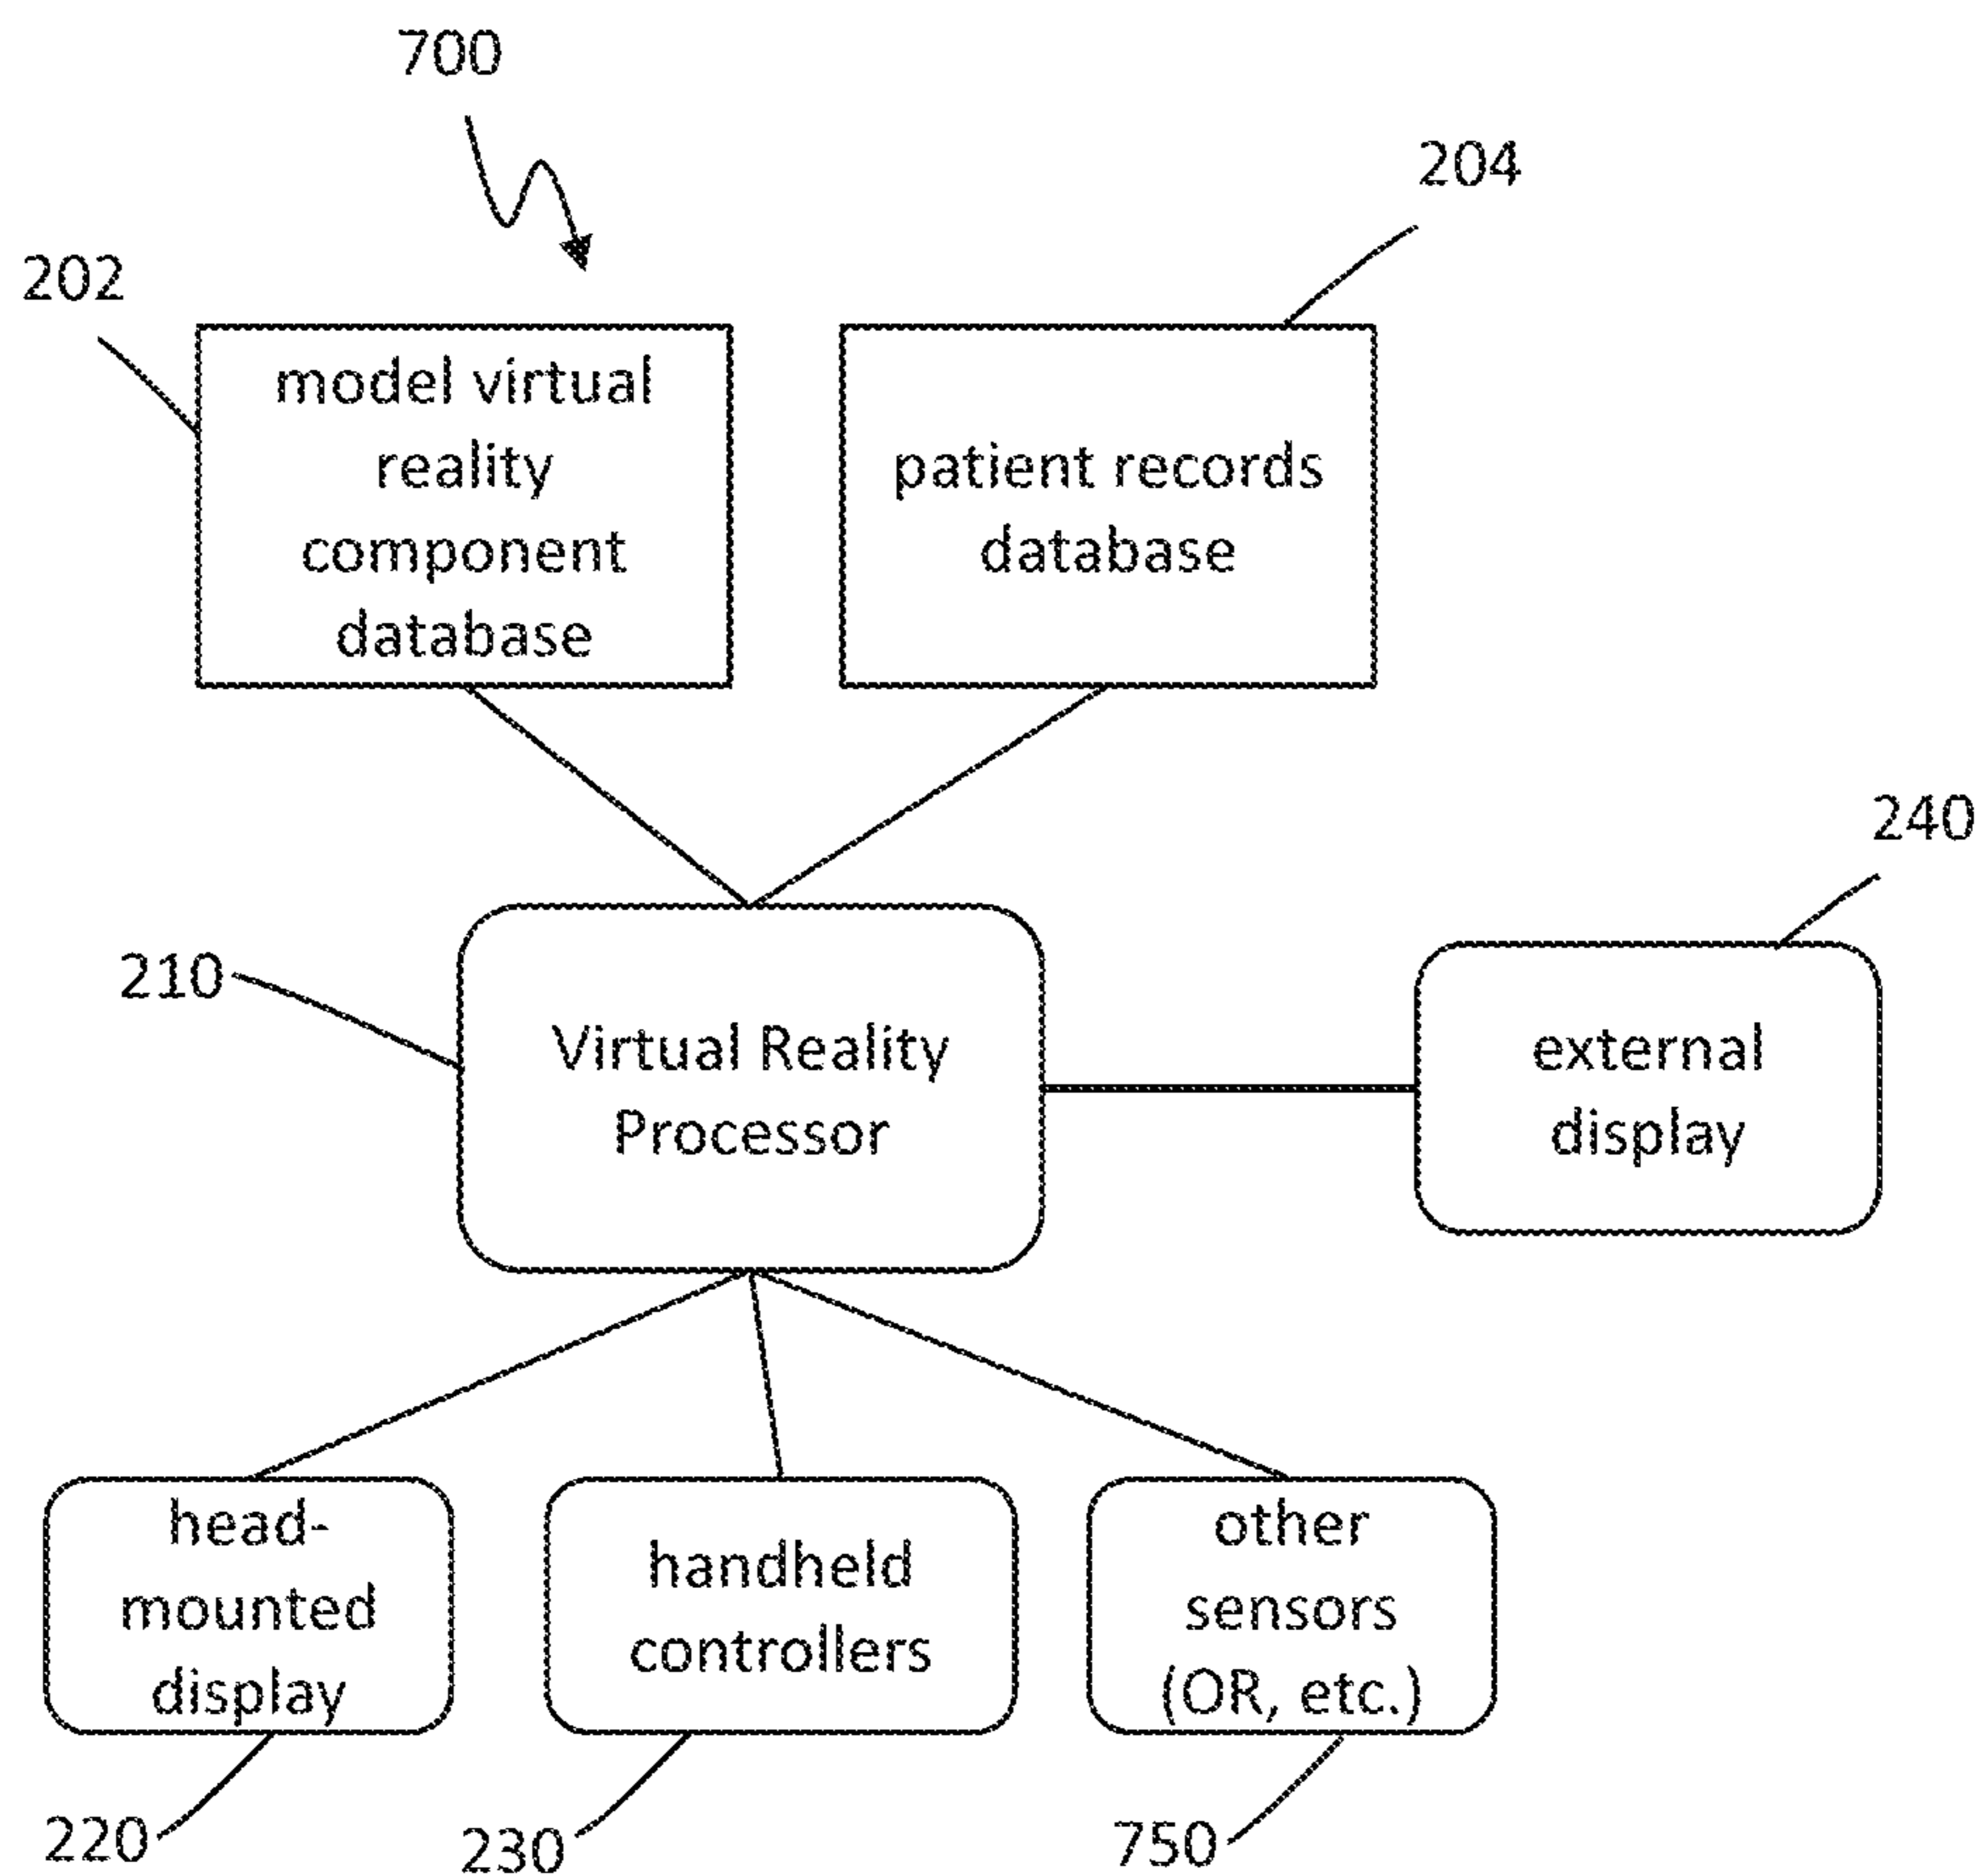 700
204
202
model virtual
reality
component
database
patient records
database
240
210
Virtual Reality
Processor
external
display
head-
mounted
display
handheld
controllers
other
sensors
(OR, etc.)
220
230
750